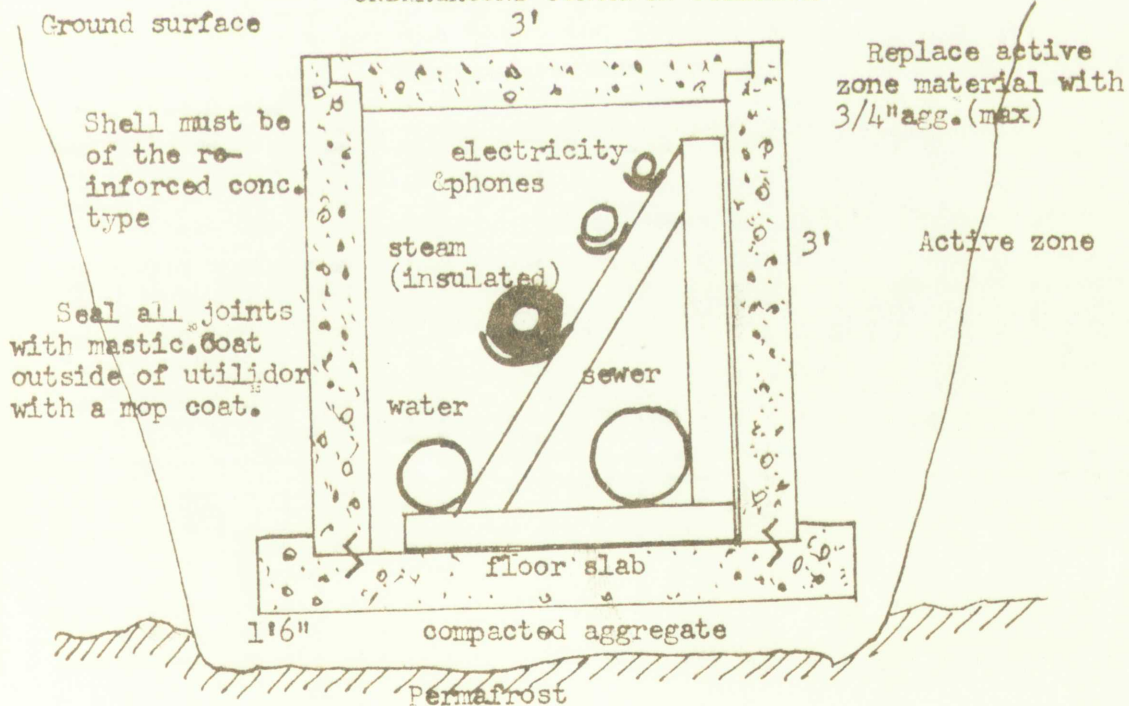 Ground surface
3'
Replace active
zone material with
3/4"agg.(max)
Shell must be
of the re-
inforced conc.
type
electricity
&phones
3'
Active zone
steam
(insulated)
Seal all joints
with mastic.Coat
outside of utilidor
with a mop coat.
sewer
water
floor slab
1'6"
compacted aggregate
Permafrost